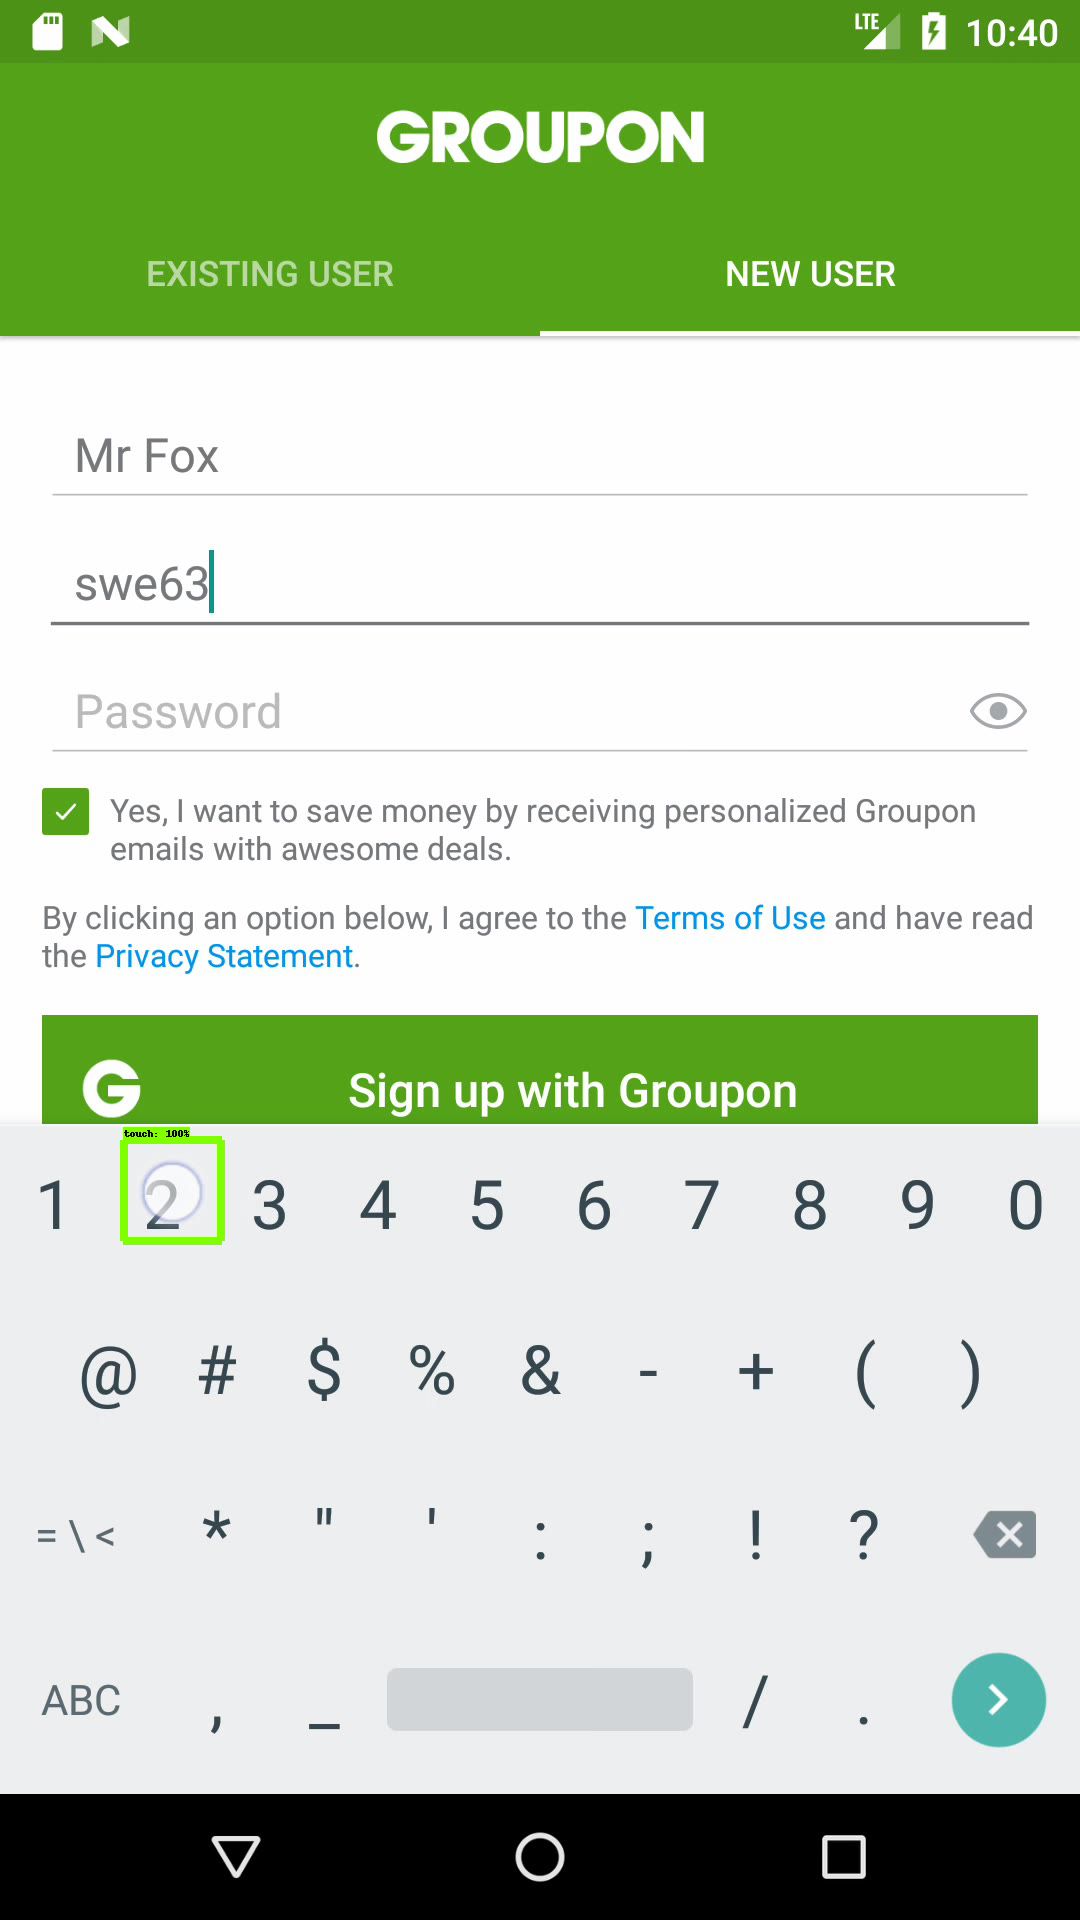 LTE 10:40
GROUPON
EXISTING USER NEW USER
Mr Fox
swe63
Password
Yes, I want to save money by receiving personalized Groupon
emails with awesome deals.
By clicking an option below, I agree to the Terms of Use and have read
the Privacy Statement.
G Sign up with Groupon
touch: 100%
1 2 3 4 5 6 7 8 9 0
@ # $ % & - + ( )
= \ < * " ' : ; ! ?
ABC , _ / .